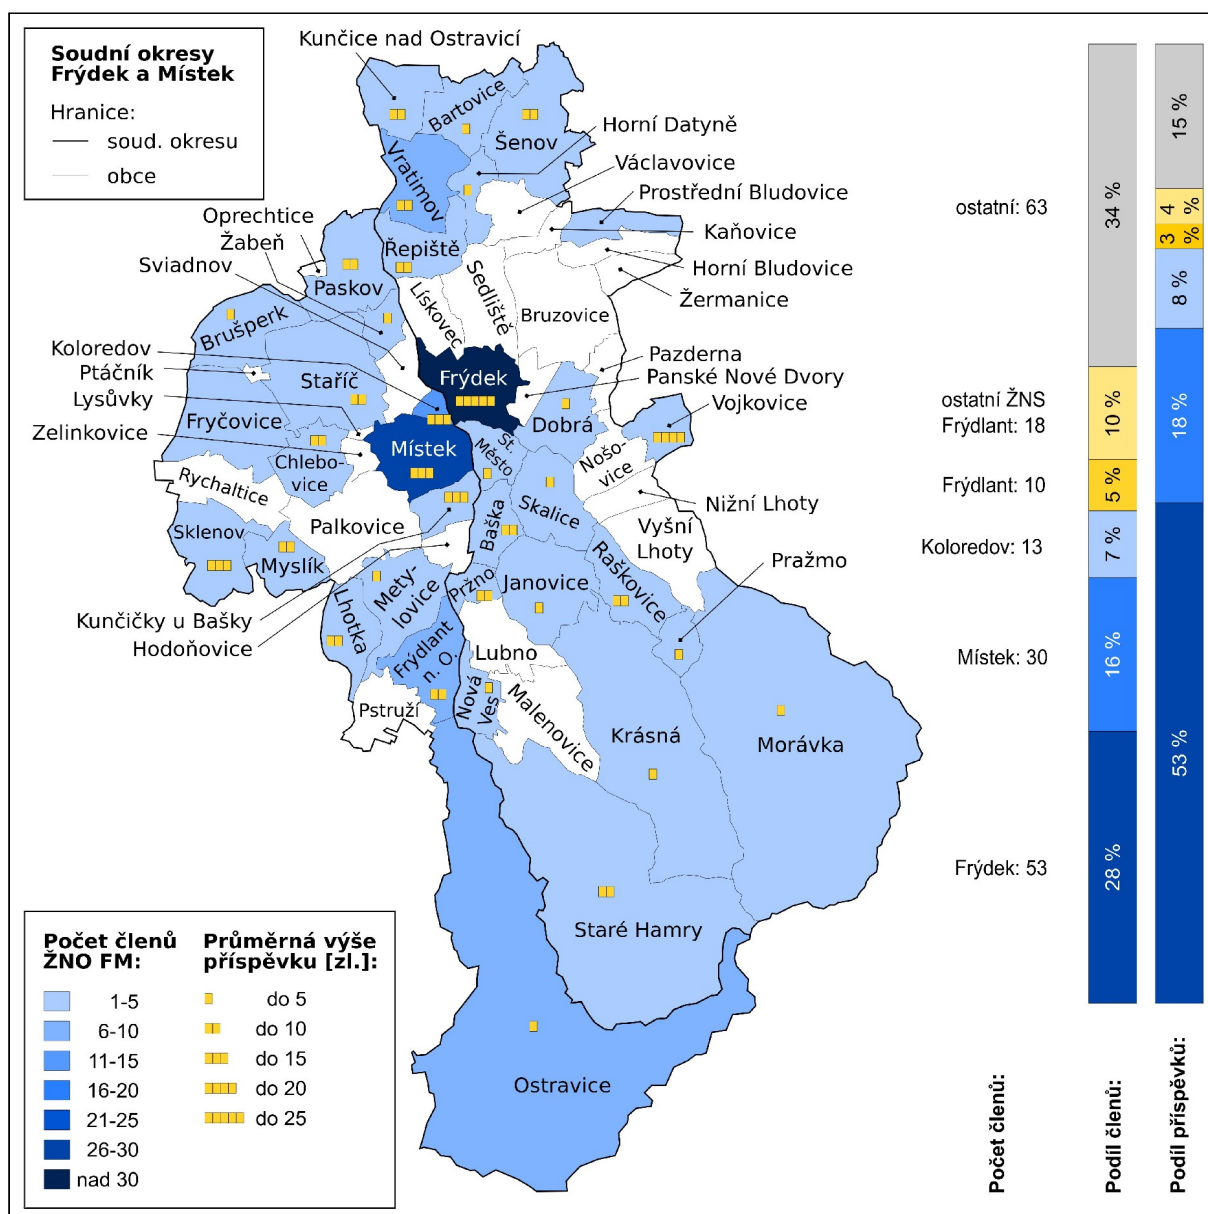 Soudní okresy
Frýdek a Místek
Hranice:
soud. okresu
obce
Kunčice nad Ostravicí
Bartovice
Šenov
Horní Datyně
Václavovice
Prostřední Bludovice
Vratimov
Kaňovice
Horní Bludovice
Žermanice
Oprechtice
Žabeň
Sviadnov
Řepiště
Paskov
Sedliště
Lískovec
Bruzovice
Brušperk
Koloredov
Ptáčník
Lysůvky
Zelinkovice
Staříč
Fryčovice
Frýdek
Pazderna
Panské Nové Dvory
Vojkovice
Dobrá
Místek
St.
Město
Chlebo-
vice
Nošo-
vice
Rychaltice
Nižní Lhoty
Palkovice
Skalice
Vyšní
Lhoty
Baška
Sklenov
Myslík
Raškovice
Pražmo
Mety-
lovice
Pržno
Janovice
Kunčičky u Bašky
Hodoňovice
Lhotka
Frýdlant
n. O.
Lubno
Nová
Ves
Malenovice
Pstruží
Krásná
Morávka
Staré Hamry
Ostravice
Počet členů
ŽNO FM:
1-5
6-10
11-15
16-20
21-25
26-30
nad 30
Průměrná výše
příspěvku [zl.]:
do 5
do 10
do 15
do 20
do 25
ostatní: 63
ostatní ŽNS
Frýdlant: 18
Frýdlant: 10
Koloredov: 13
Místek: 30
Frýdek: 53
Počet členů:
34 %
10 %
5 %
7 %
16 %
28 %
Podíl členů:
15 %
4 %
3 %
8 %
18 %
53 %
Podíl příspěvků: